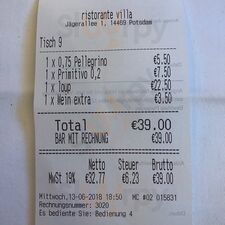 ristorante villa
Jägerallee 1, 14469 Potsdam
Tisch 9
1 x 0,75 Pellegrino €5.50
1 x Primitivo 0,2 €7.50
1 x loup €22.50
1 x Wein extra €3.50
Total €39.00
BAR MIT RECHNUNG €39.00
Netto Steuer Brutto
MwSt 19% €32.77 €6.23 €39.00
Mittwoch,13-06-2018 18:50 MC #02 015831
Rechnungsnummer: 3020
Es bediente Sie: Bedienung 4